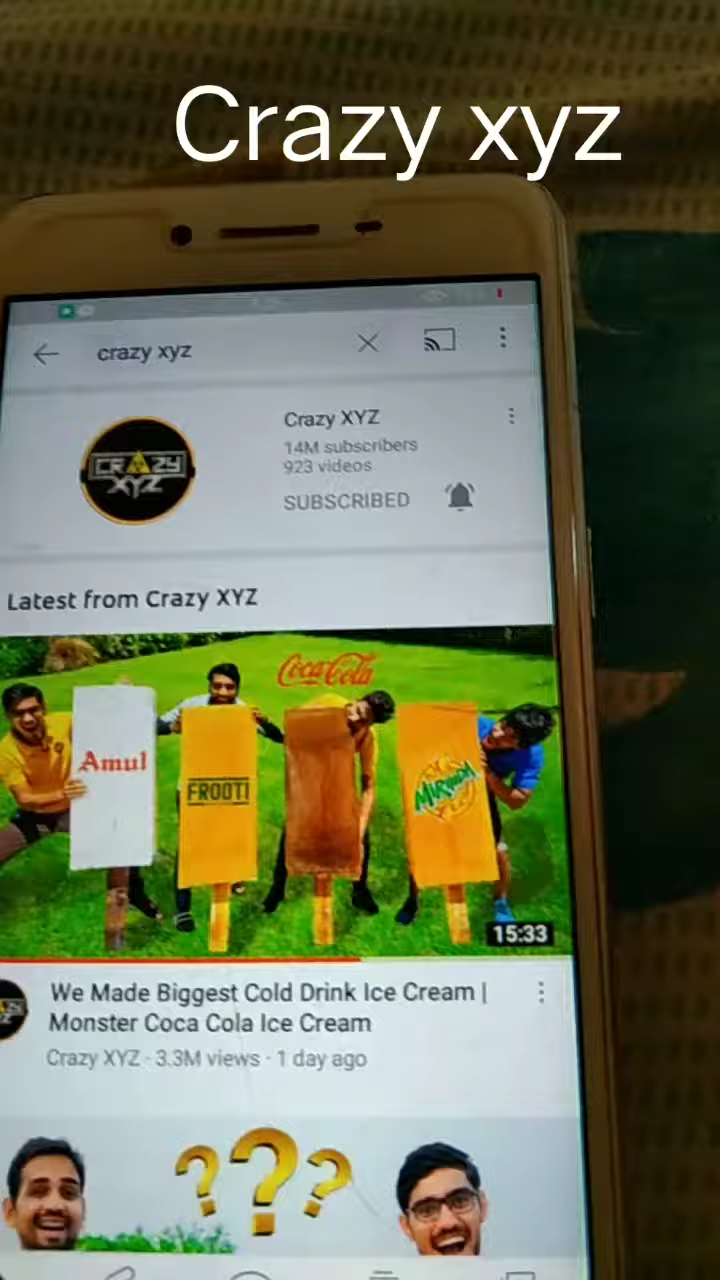 Crazy xyz
crazy xyz
CRAZY
XYZ
Crazy XYZ
14M subscribers
923 videos
SUBSCRIBED
Latest from Crazy XYZ
Coca-Cola
Amul
FROOTI
MIRINDA
15:33
We Made Biggest Cold Drink Ice Cream |
Monster Coca Cola Ice Cream
Crazy XYZ · 3.3M views · 1 day ago
???